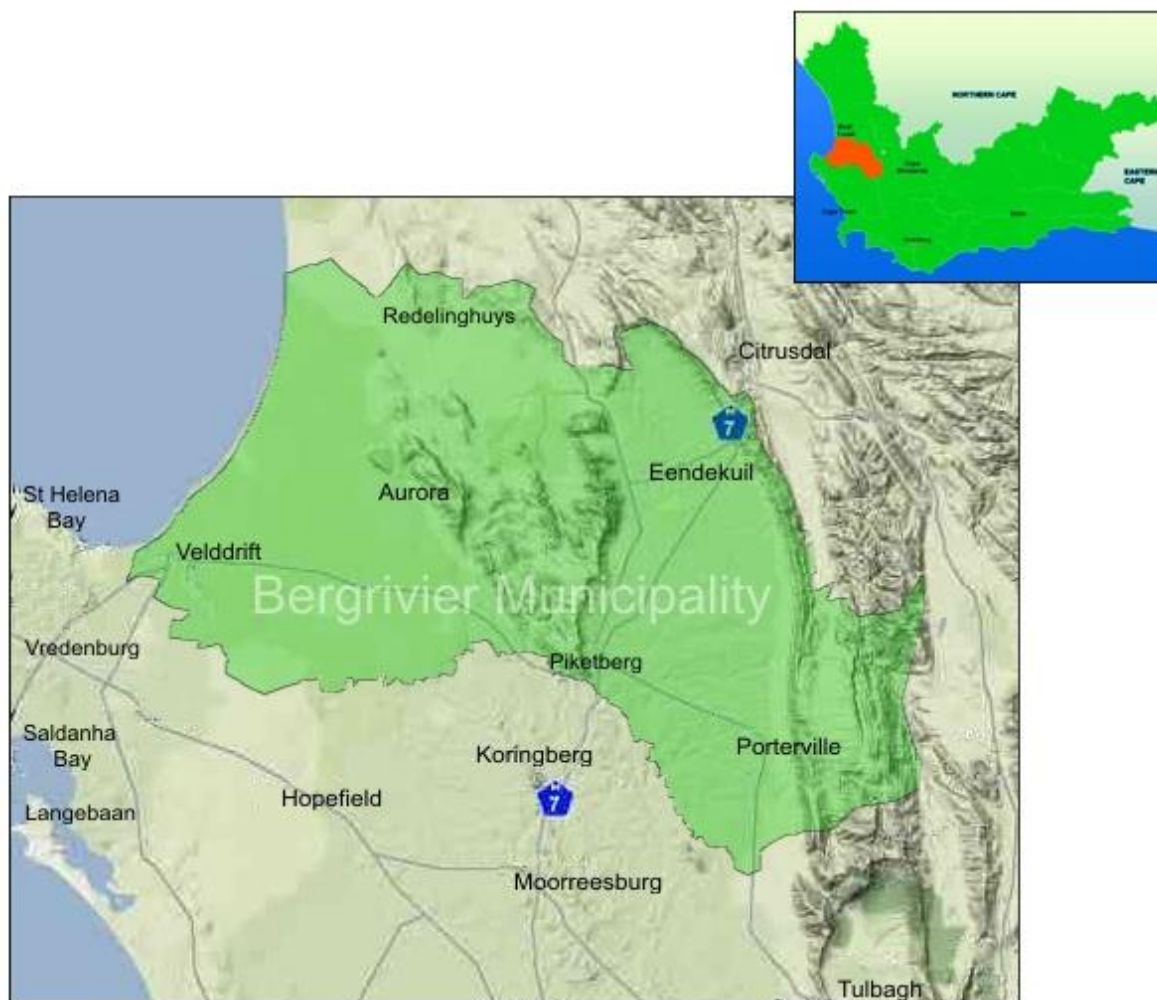 NORTHERN CAPE
EASTERN
CAPE
Redelinghuys
Citrusdal
N
7
Eendekuil
Aurora
St Helena
Bay
Velddrift
Bergrivier Municipality
Vredenburg
Piketberg
Saldanha
Bay
Koringberg
Porterville
Hopefield
N
7
Langebaan
Moorreesburg
Tulbagh